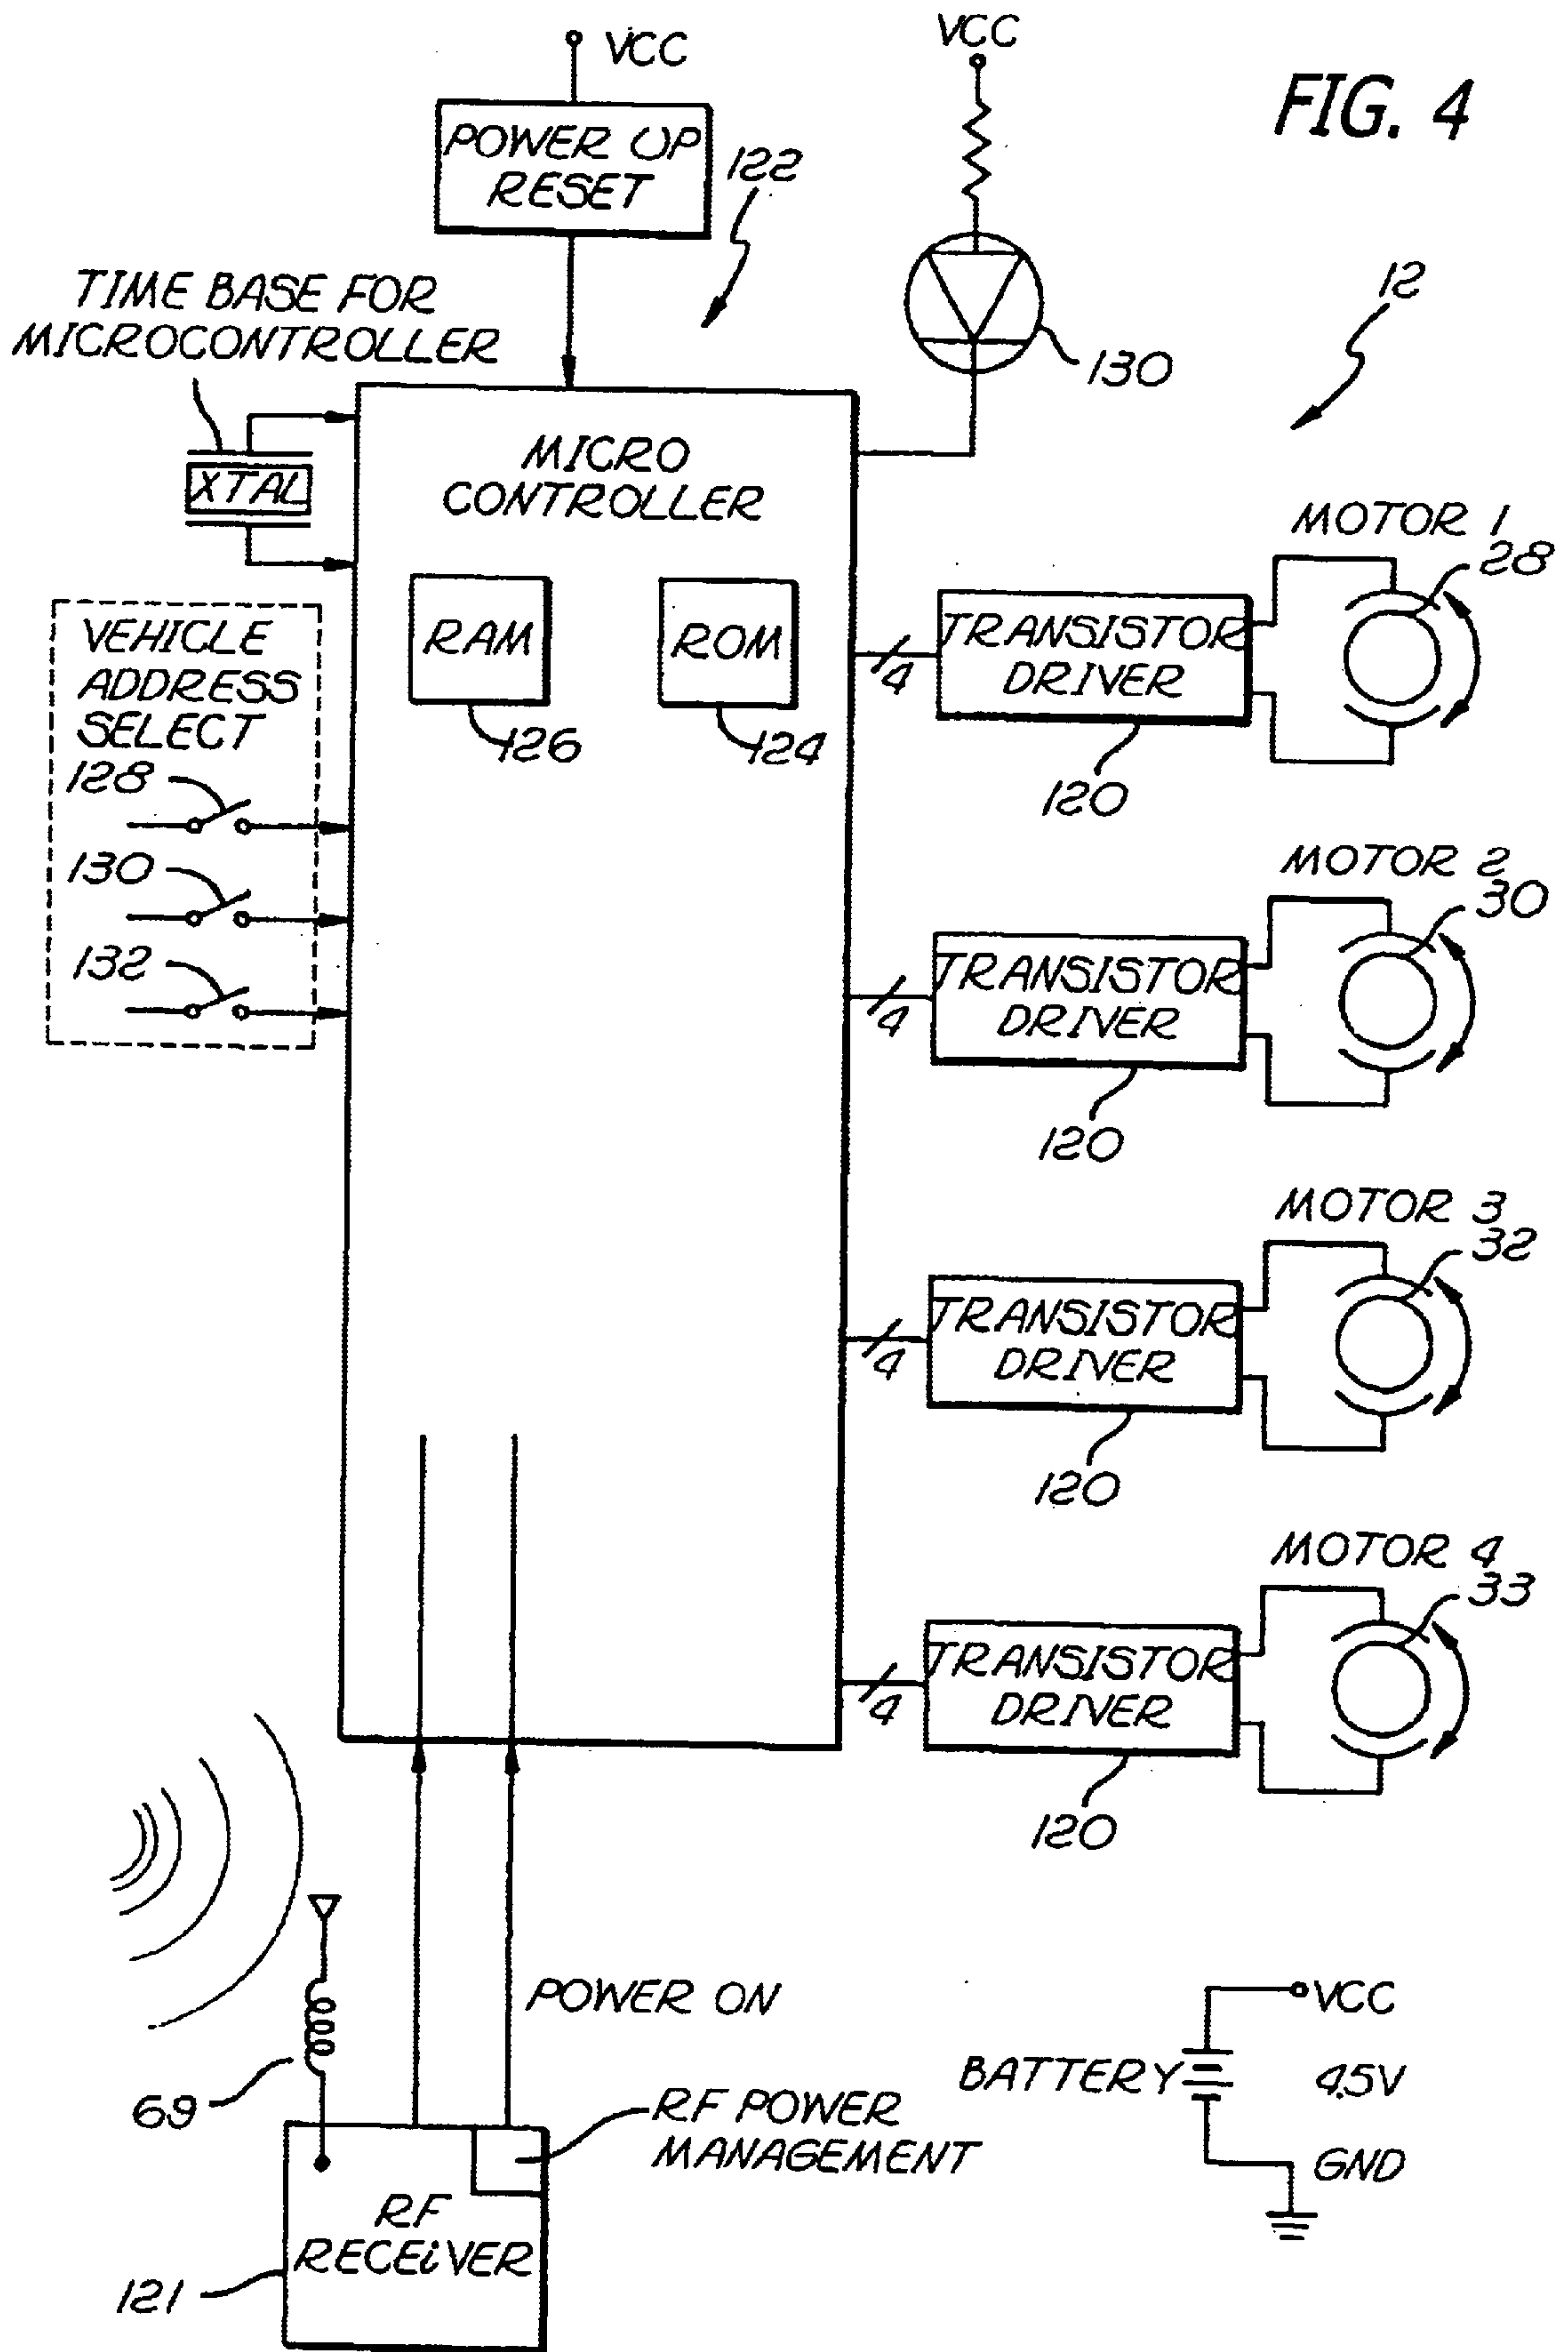 FIG. 4
VCC
POWER UP
RESET
122
VCC
130
12
TIME BASE FOR
MICROCONTROLLER
XTAL
MICRO
CONTROLLER
RAM
126
ROM
124
VEHICLE
ADDRESS
SELECT
128
130
132
MOTOR 1
28
TRANSISTOR
DRIVER
4
120
MOTOR 2
30
TRANSISTOR
DRIVER
4
120
MOTOR 3
32
TRANSISTOR
DRIVER
4
120
MOTOR 4
33
TRANSISTOR
DRIVER
4
120
POWER ON
69
RF POWER
MANAGEMENT
RF
RECEiVER
121
VCC
BATTERY
4.5V
GND